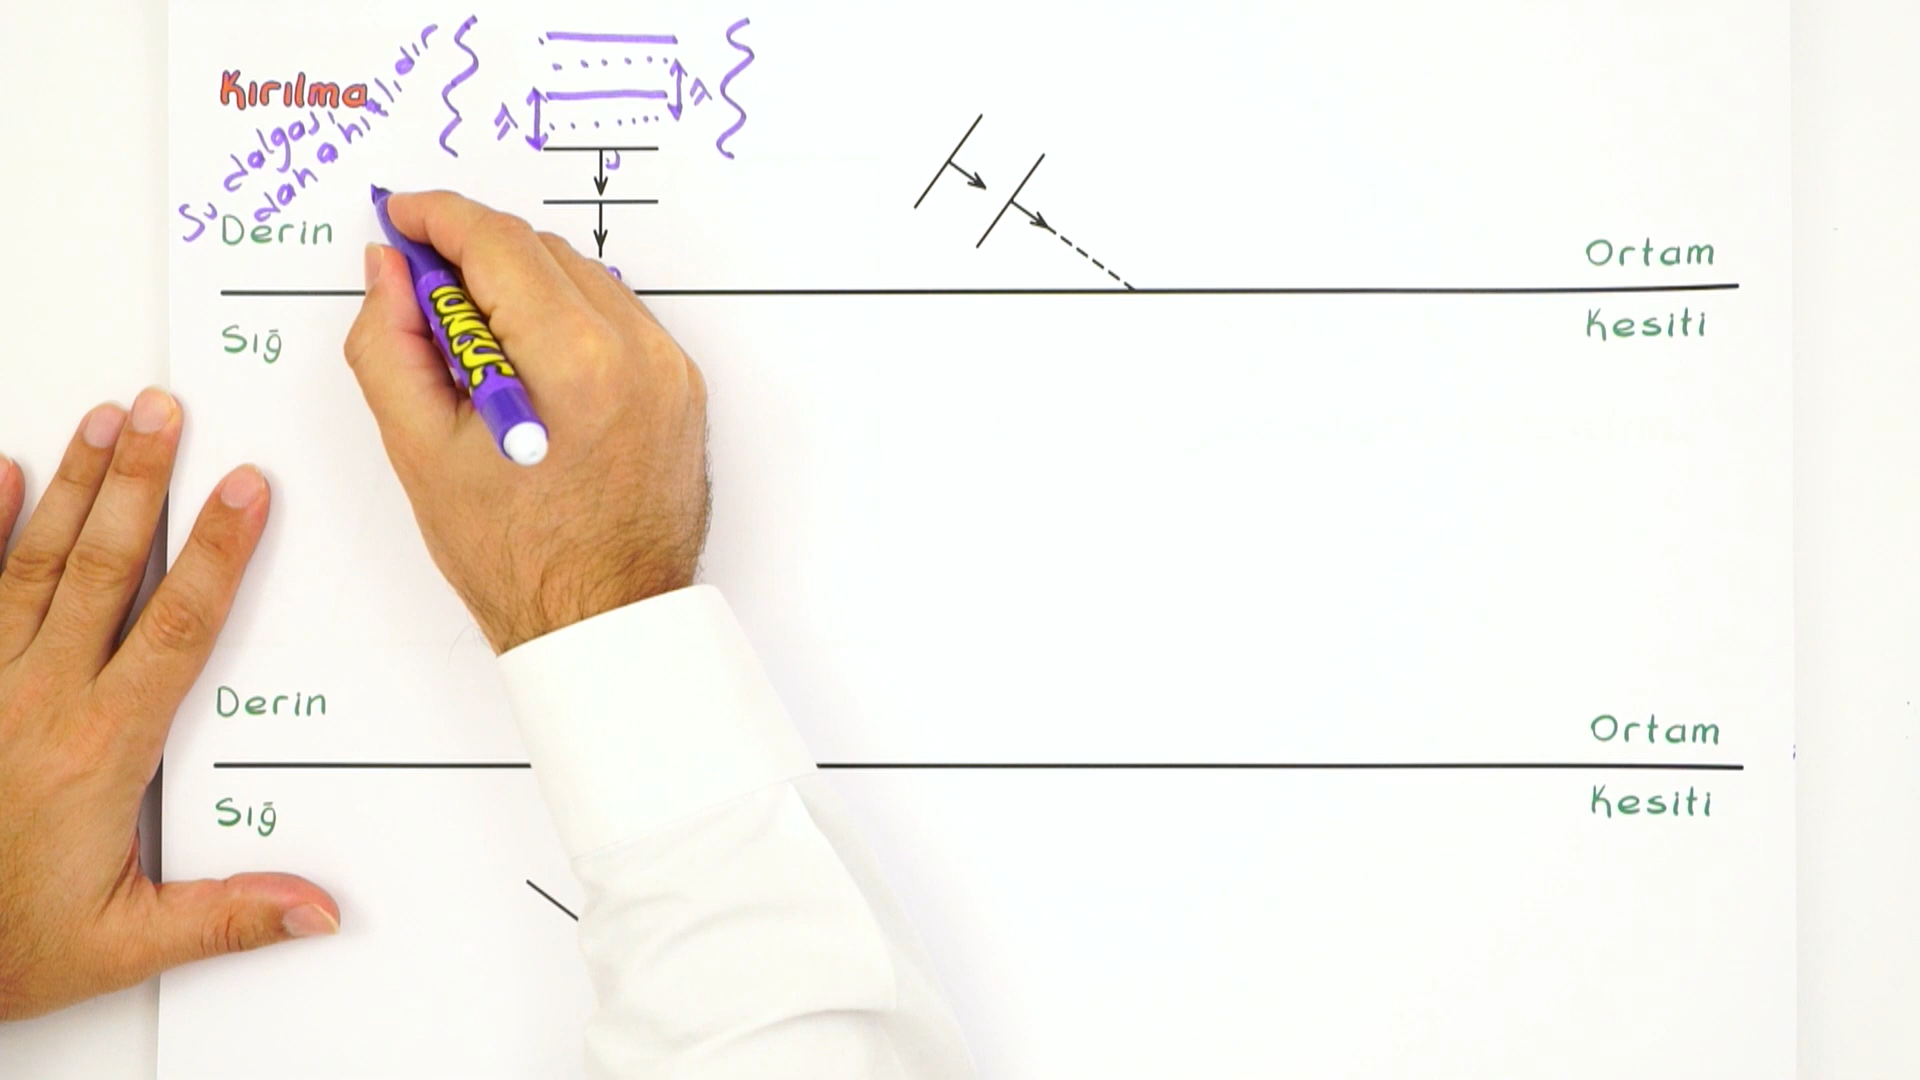 Kırılma
Su dalgası
daha hızlıdır
λ
λ
Derin
Ortam
Sığ
Kesiti
Derin
Ortam
Sığ
Kesiti